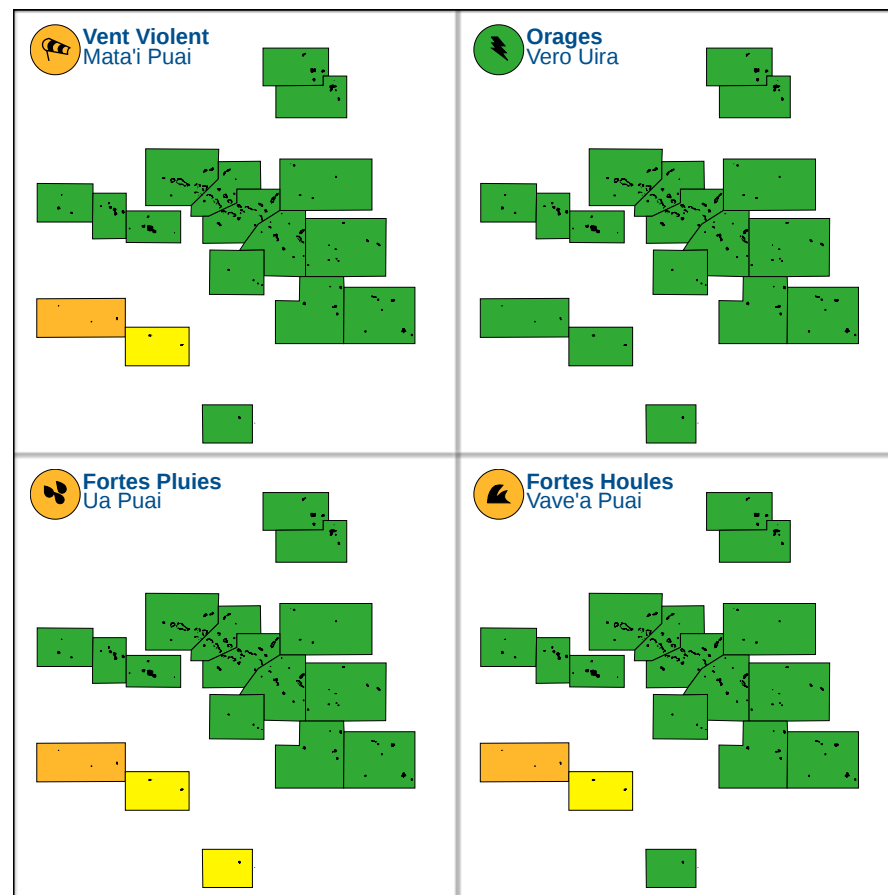 Vent Violent
Mata'i Puai
Orages
Vero Uira
Fortes Pluies
Ua Puai
Fortes Houles
Vave'a Puai